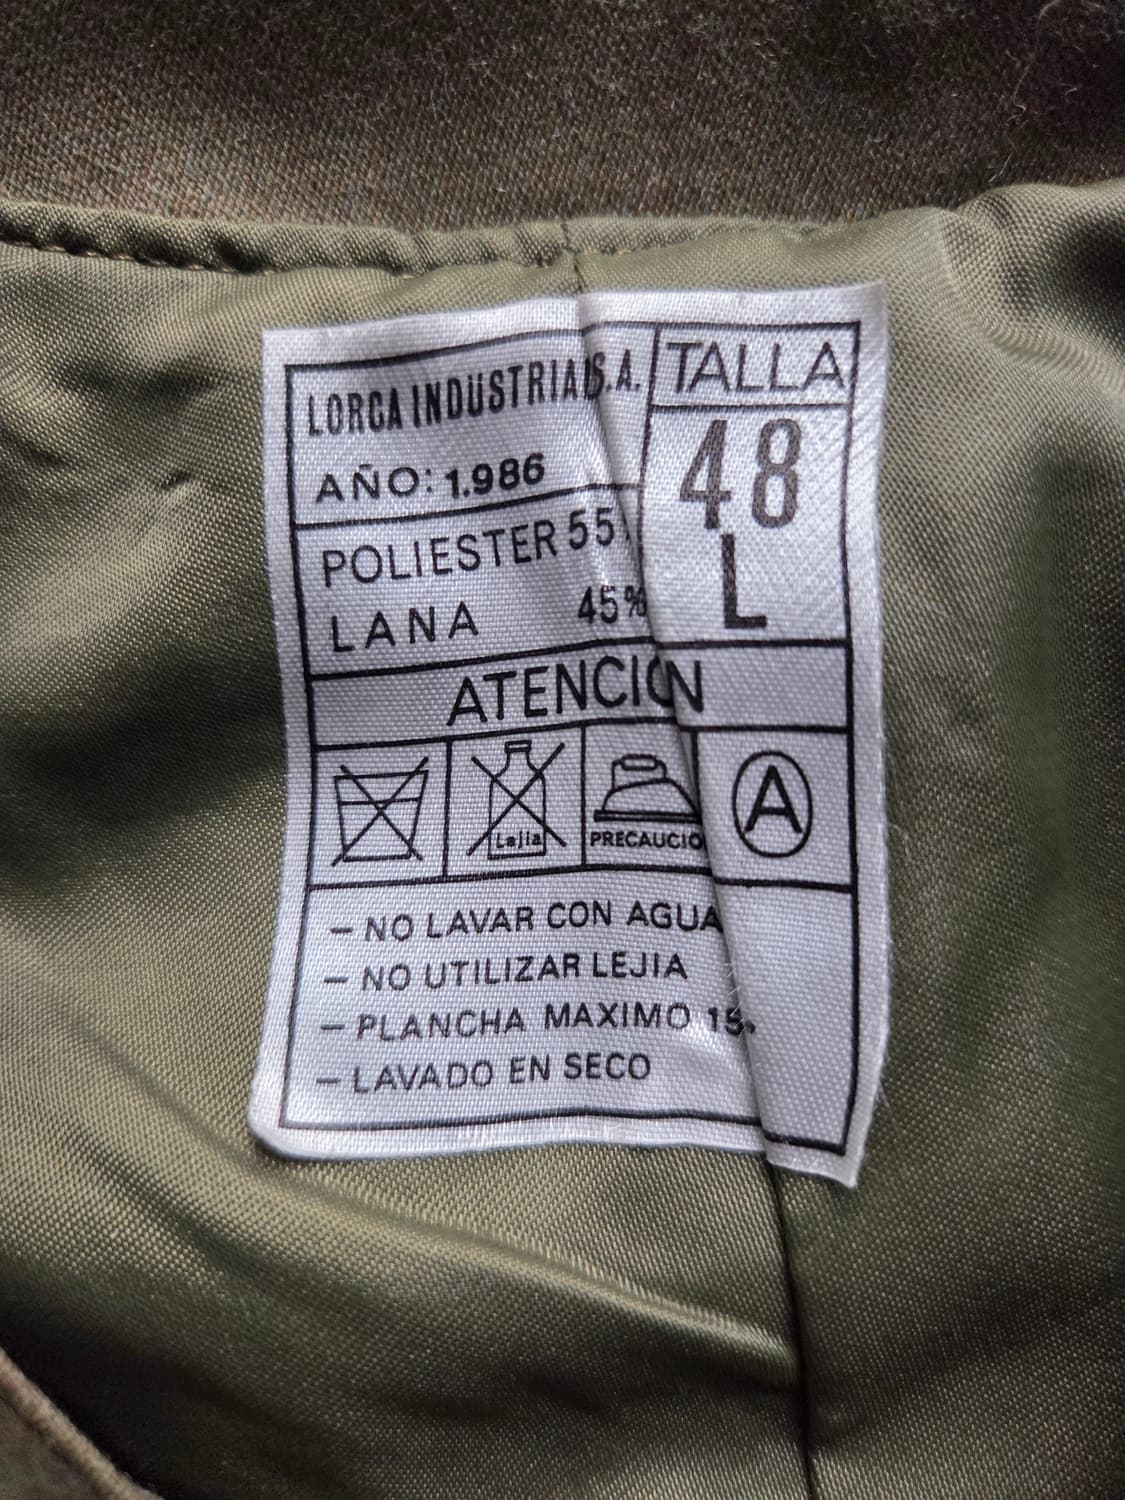 LORCA INDUSTRIAL S.A.
AÑO: 1.986
TALLA
48
L
POLIESTER 55
LANA 45%
ATENCION
Lejia
PRECAUCIO
A
– NO LAVAR CON AGUA
– NO UTILIZAR LEJIA
– PLANCHA MAXIMO
– LAVADO EN SECO